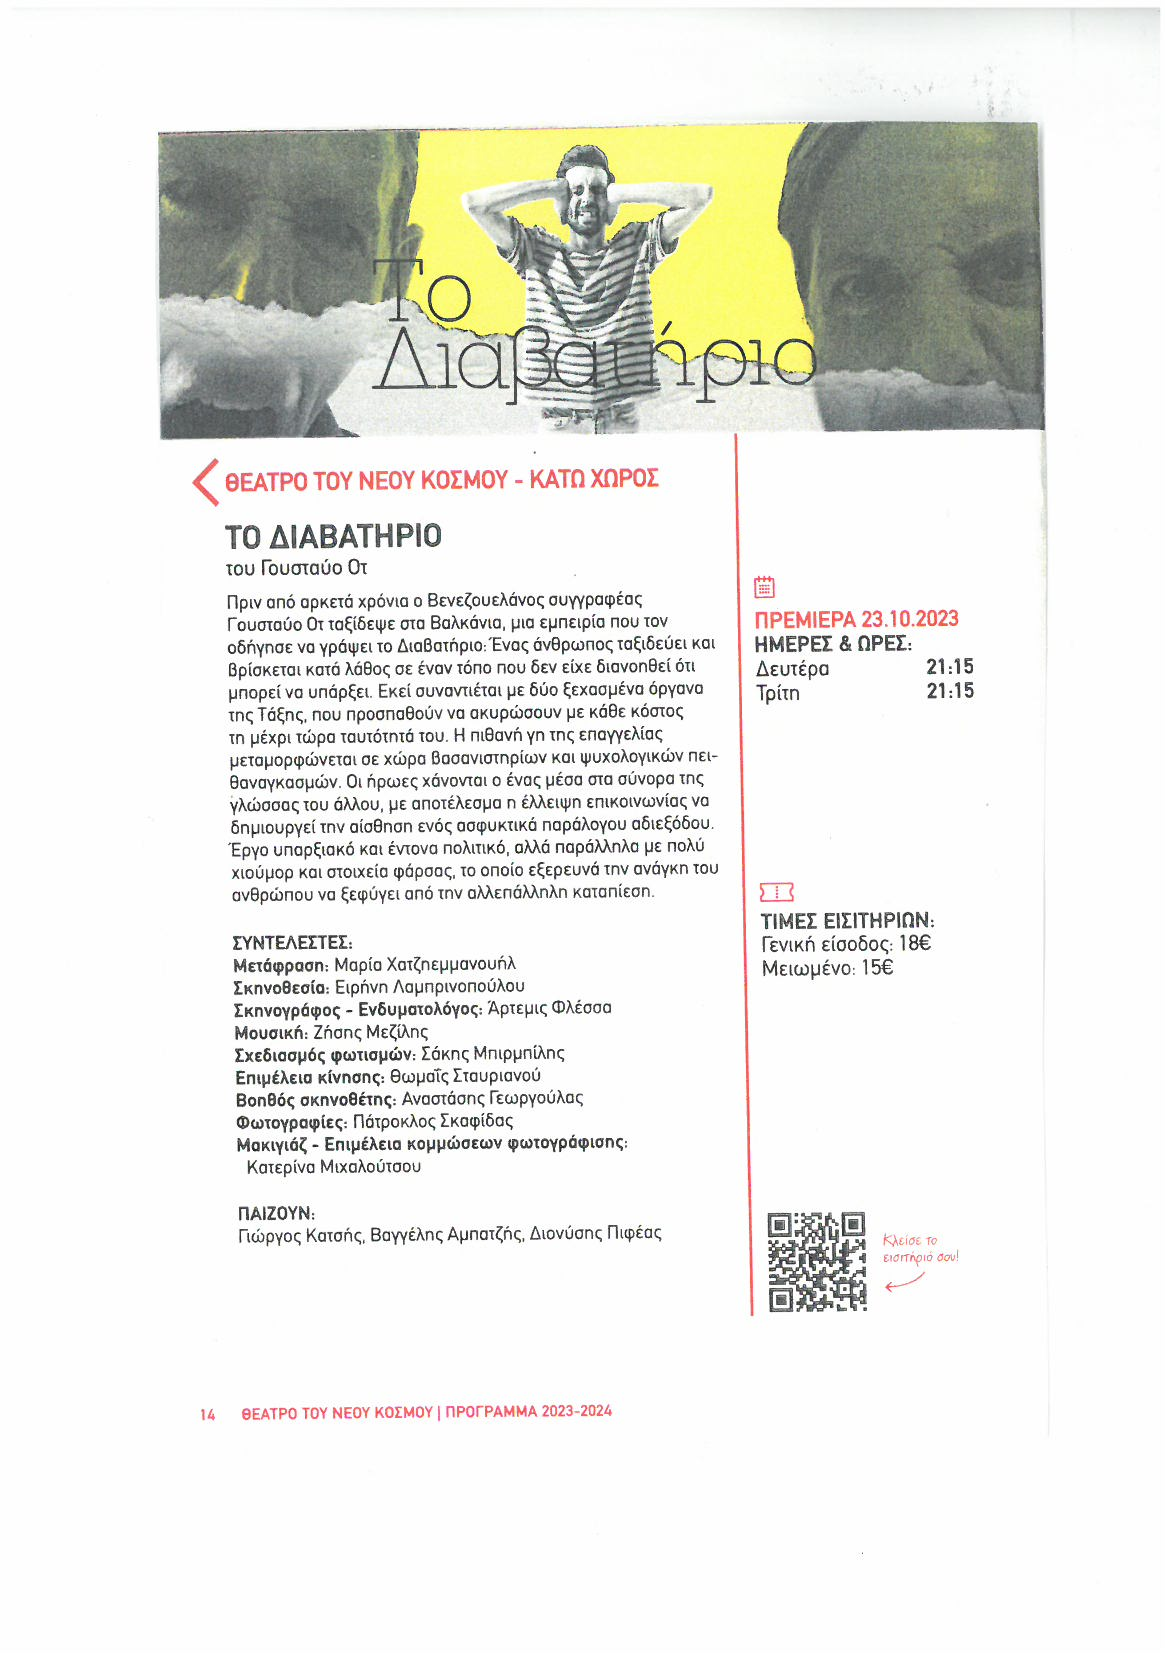 Το
Διαβατήριο
ΘΕΑΤΡΟ ΤΟΥ ΝΕΟΥ ΚΟΣΜΟΥ - ΚΑΤΩ ΧΩΡΟΣ
ΤΟ ΔΙΑΒΑΤΗΡΙΟ
του Γουσταύο Οτ
Πριν από αρκετά χρόνια ο Βενεζουελάνος συγγραφέας
Γουσταύο Οτ ταξίδεψε στα Βαλκάνια, μια εμπειρία που τον
οδήγησε να γράψει το Διαβατήριο: Ένας άνθρωπος ταξιδεύει και
βρίσκεται κατά λάθος σε έναν τόπο που δεν είχε διανοηθεί ότι
μπορεί να υπάρξει. Εκεί συναντιέται με δύο ξεχασμένα όργανα
της Τάξης, που προσπαθούν να ακυρώσουν με κάθε κόστος
τη μέχρι τώρα ταυτότητά του. Η πιθανή γη της επαγγελίας
μεταμορφώνεται σε χώρα βασανιστηρίων και ψυχολογικών πει-
θαναγκασμών. Οι ήρωες χάνονται ο ένας μέσα στα σύνορα της
γλώσσας του άλλου, με αποτέλεσμα η έλλειψη επικοινωνίας να
δημιουργεί την αίσθηση ενός ασφυκτικά παράλογου αδιεξόδου.
Έργο υπαρξιακό και έντονα πολιτικό, αλλά παράλληλα με πολύ
χιούμορ και στοιχεία φάρσας, το οποίο εξερευνά την ανάγκη του
ανθρώπου να ξεφύγει από την αλλεπάλληλη καταπίεση.
ΣΥΝΤΕΛΕΣΤΕΣ:
Μετάφραση: Μαρία Χατζηεμμανουήλ
Σκηνοθεσία: Ειρήνη Λαμπρινοπούλου
Σκηνογράφος - Ενδυματολόγος: Άρτεμις Φλέσσα
Μουσική: Ζήσης Μεζίλης
Σχεδιασμός φωτισμών: Σάκης Μπιρμπίλης
Επιμέλεια κίνησης: Θωμαΐς Σταυριανού
Βοηθός σκηνοθέτης: Αναστάσης Γεωργούλας
Φωτογραφίες: Πάτροκλος Σκαφίδας
Μακιγιάζ - Επιμέλεια κομμώσεων φωτογράφισης:
Κατερίνα Μιχαλούτσου
ΠΑΙΖΟΥΝ:
Γιώργος Κατσής, Βαγγέλης Αμπατζής, Διονύσης Πιφέας
ΠΡΕΜΙΕΡΑ 23.10.2023
ΗΜΕΡΕΣ & ΩΡΕΣ:
Δευτέρα 21:15
Τρίτη 21:15
ΤΙΜΕΣ ΕΙΣΙΤΗΡΙΩΝ:
Γενική είσοδος: 18€
Μειωμένο: 15€
Κλείσε το
εισιτήριό σου!
14 ΘΕΑΤΡΟ ΤΟΥ ΝΕΟΥ ΚΟΣΜΟΥ | ΠΡΟΓΡΑΜΜΑ 2023-2024